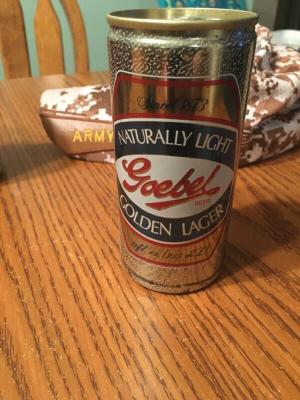 Since 1873
NATURALLY LIGHT
Goebel
BEER
GOLDEN LAGER
ARMY